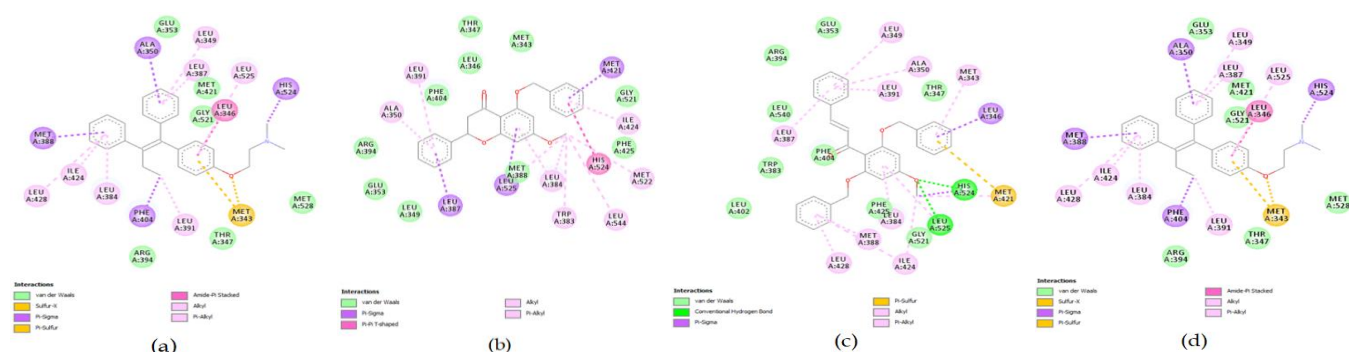 GLU
A:353
LEU
A:349
ALA
A:350
LEU
A:387
LEU
A:525
HIS
A:524
MET
A:421
GLY
A:521
LEU
A:346
MET
A:388
ILE
A:424
LEU
A:428
LEU
A:384
PHE
A:404
LEU
A:391
MET
A:343
THR
A:347
MET
A:528
ARG
A:394
Interactions
van der Waals
Sulfur-X
Pi-Sigma
Pi-Sulfur
Amide-Pi Stacked
Alkyl
Pi-Alkyl
(a)
THR
A:347
MET
A:343
LEU
A:346
LEU
A:391
PHE
A:404
MET
A:421
GLY
A:521
ALA
A:350
O
O
O
O
ILE
A:424
PHE
A:425
ARG
A:394
HIS
A:524
MET
A:388
LEU
A:525
LEU
A:384
MET
A:522
GLU
A:353
LEU
A:387
LEU
A:349
TRP
A:383
LEU
A:544
Interactions
van der Waals
Pi-Sigma
Pi-Pi T-shaped
Alkyl
Pi-Alkyl
(b)
GLU
A:353
LEU
A:349
ARG
A:394
ALA
A:350
MET
A:343
LEU
A:391
THR
A:347
LEU
A:540
LEU
A:346
LEU
A:387
PHE
A:404
TRP
A:383
HIS
A:524
MET
A:421
LEU
A:402
PHE
A:425
LEU
A:384
LEU
A:525
GLY
A:521
MET
A:388
ILE
A:424
LEU
A:428
Interactions
van der Waals
Conventional Hydrogen Bond
Pi-Sigma
Pi-Sulfur
Alkyl
Pi-Alkyl
(c)
GLU
A:353
LEU
A:349
ALA
A:350
LEU
A:387
LEU
A:525
HIS
A:524
MET
A:421
GLY
A:521
LEU
A:346
MET
A:388
ILE
A:424
LEU
A:428
LEU
A:384
PHE
A:404
LEU
A:391
MET
A:343
THR
A:347
MET
A:528
ARG
A:394
Interactions
van der Waals
Sulfur-X
Pi-Sigma
Pi-Sulfur
Amide-Pi Stacked
Alkyl
Pi-Alkyl
(d)